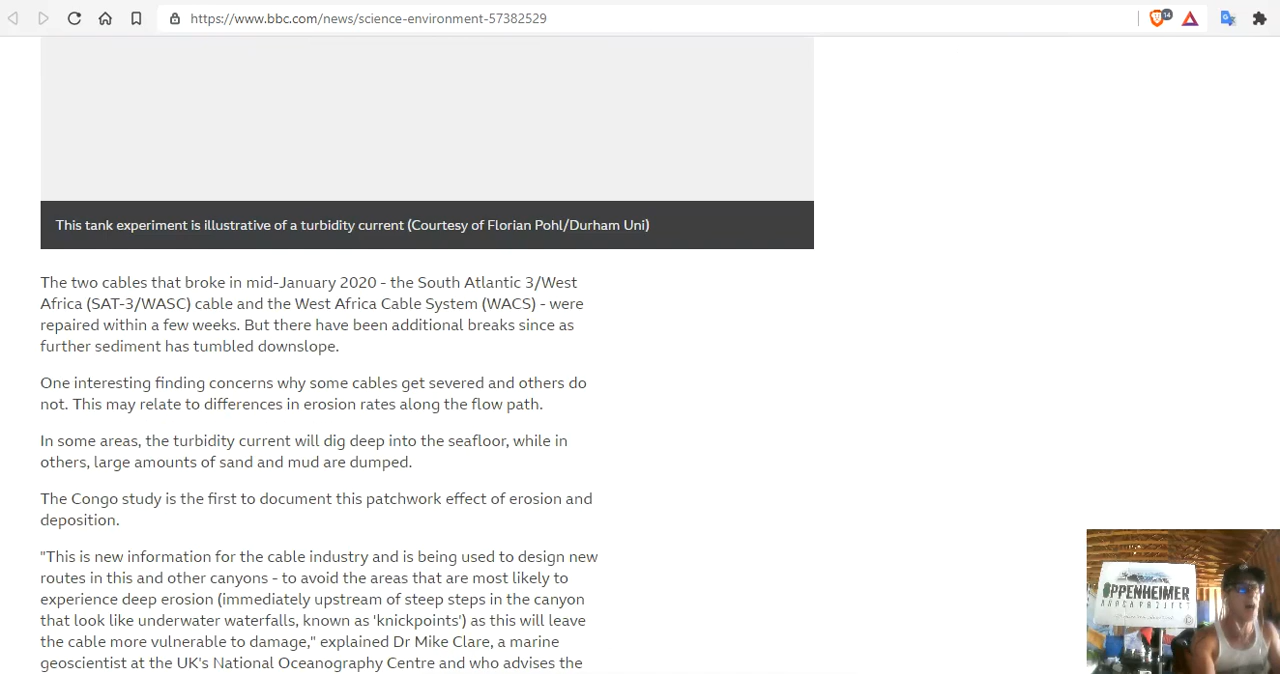 https://www.bbc.com/news/science-environment-57382529
14
This tank experiment is illustrative of a turbidity current (Courtesy of Florian Pohl/Durham Uni)
The two cables that broke in mid-January 2020 - the South Atlantic 3/West
Africa (SAT-3/WASC) cable and the West Africa Cable System (WACS) - were
repaired within a few weeks. But there have been additional breaks since as
further sediment has tumbled downslope.
One interesting finding concerns why some cables get severed and others do
not. This may relate to differences in erosion rates along the flow path.
In some areas, the turbidity current will dig deep into the seafloor, while in
others, large amounts of sand and mud are dumped.
The Congo study is the first to document this patchwork effect of erosion and
deposition.
"This is new information for the cable industry and is being used to design new
routes in this and other canyons - to avoid the areas that are most likely to
experience deep erosion (immediately upstream of steep steps in the canyon
that look like underwater waterfalls, known as 'knickpoints') as this will leave
the cable more vulnerable to damage," explained Dr Mike Clare, a marine
geoscientist at the UK's National Oceanography Centre and who advises the
OPPENHEIMER